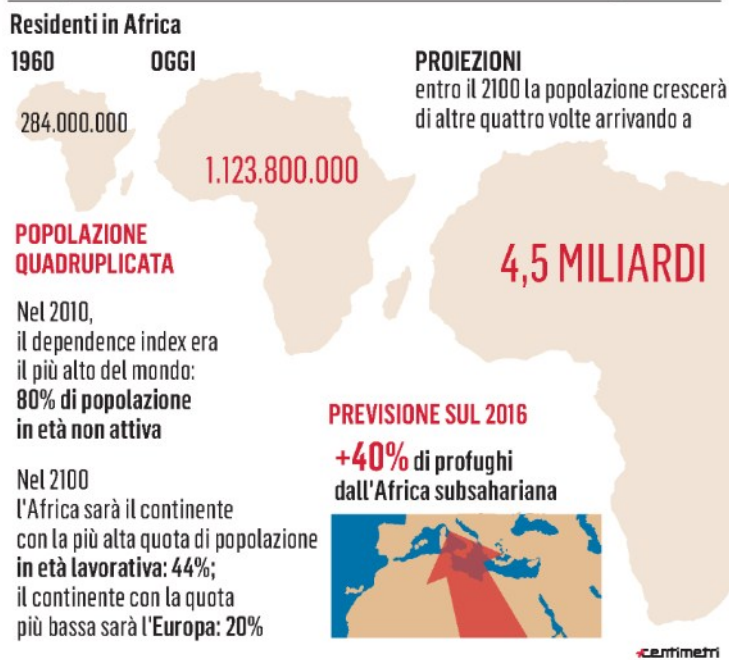 Residenti in Africa
1960
OGGI
284.000.000
1.123.800.000
POPOLAZIONE
QUADRUPLICATA
Nel 2010,
il dependence index era
il più alto del mondo:
80% di popolazione
in età non attiva
Nel 2100
l'Africa sarà il continente
con la più alta quota di popolazione
in età lavorativa: 44%;
il continente con la quota
più bassa sarà l'Europa: 20%
PROIEZIONI
entro il 2100 la popolazione crescerà
di altre quattro volte arrivando a
4,5 MILIARDI
PREVISIONE SUL 2016
+40% di profughi
dall'Africa subsahariana
centimetri